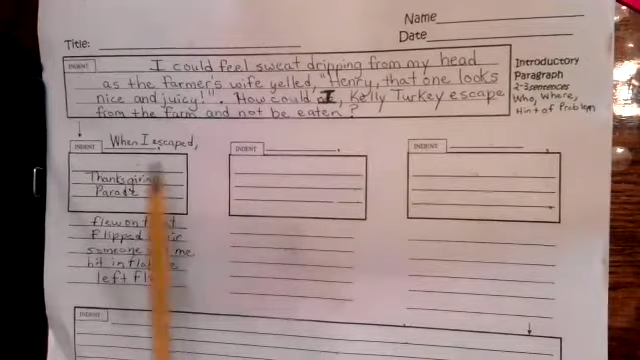 Name
Title:
Date
INDENT
I could feel sweat dripping from my head
as the farmer's wife yelled, "Henry, that one looks
nice and juicy!". How could I, Kelly Turkey escape
from the farm and not be eaten?
Introductory
Paragraph
2-3 sentences
Who, Where,
Hint of Problem
INDENT
When I escaped,
Thanksgiving
Parade
flew on
flipped
someone me
hit
left
INDENT
INDENT
INDENT